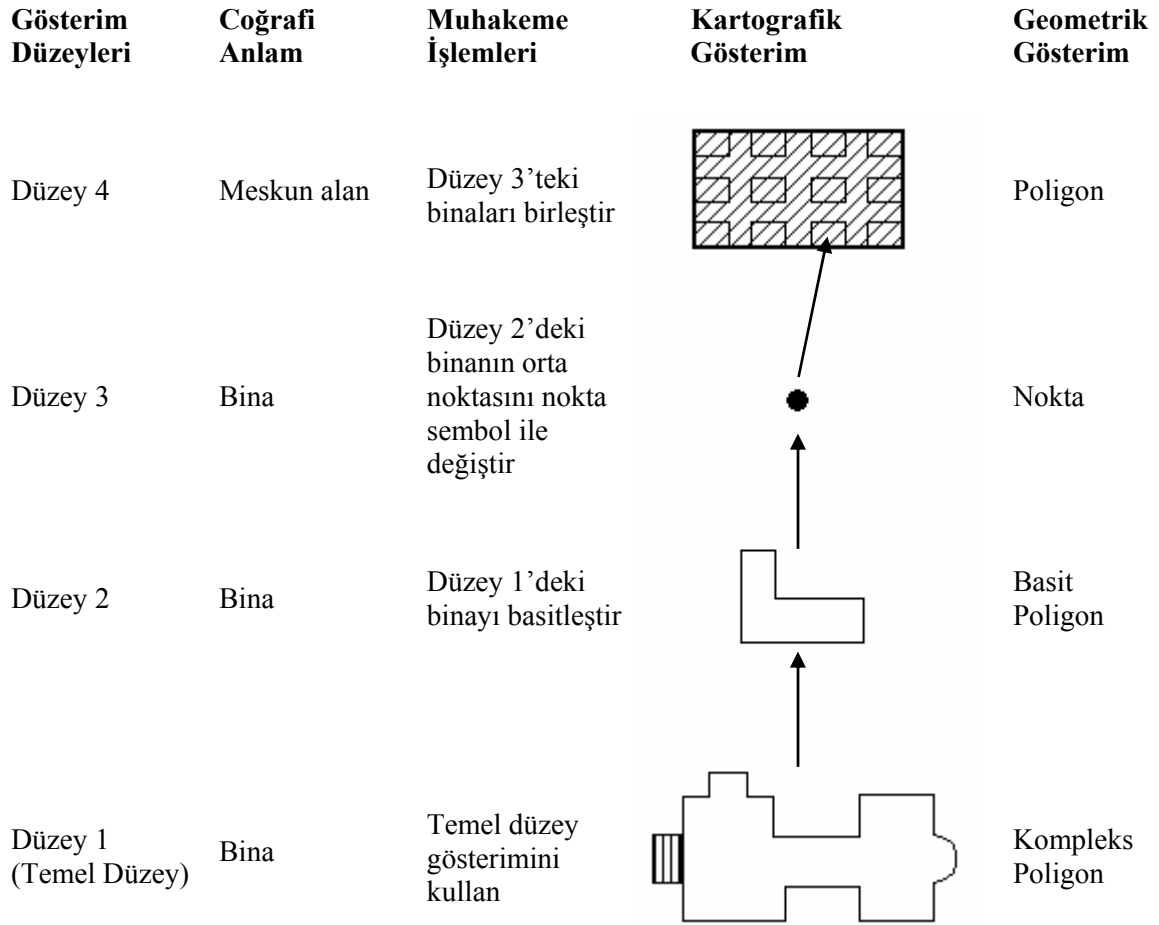 Gösterim Coğrafi Muhakeme Kartografik Geometrik
Düzeyleri Anlam İşlemleri Gösterim Gösterim
Düzey 4
Meskun alan
Düzey 3’teki
binaları birleştir
Poligon
Düzey 3
Bina
Düzey 2’deki
binanın orta
noktasını nokta
sembol ile
değiştir
Nokta
Düzey 2
Bina
Düzey 1’deki
binayı basitleştir
Basit
Poligon
Düzey 1
(Temel Düzey)
Bina
Temel düzey
gösterimini
kullan
Kompleks
Poligon